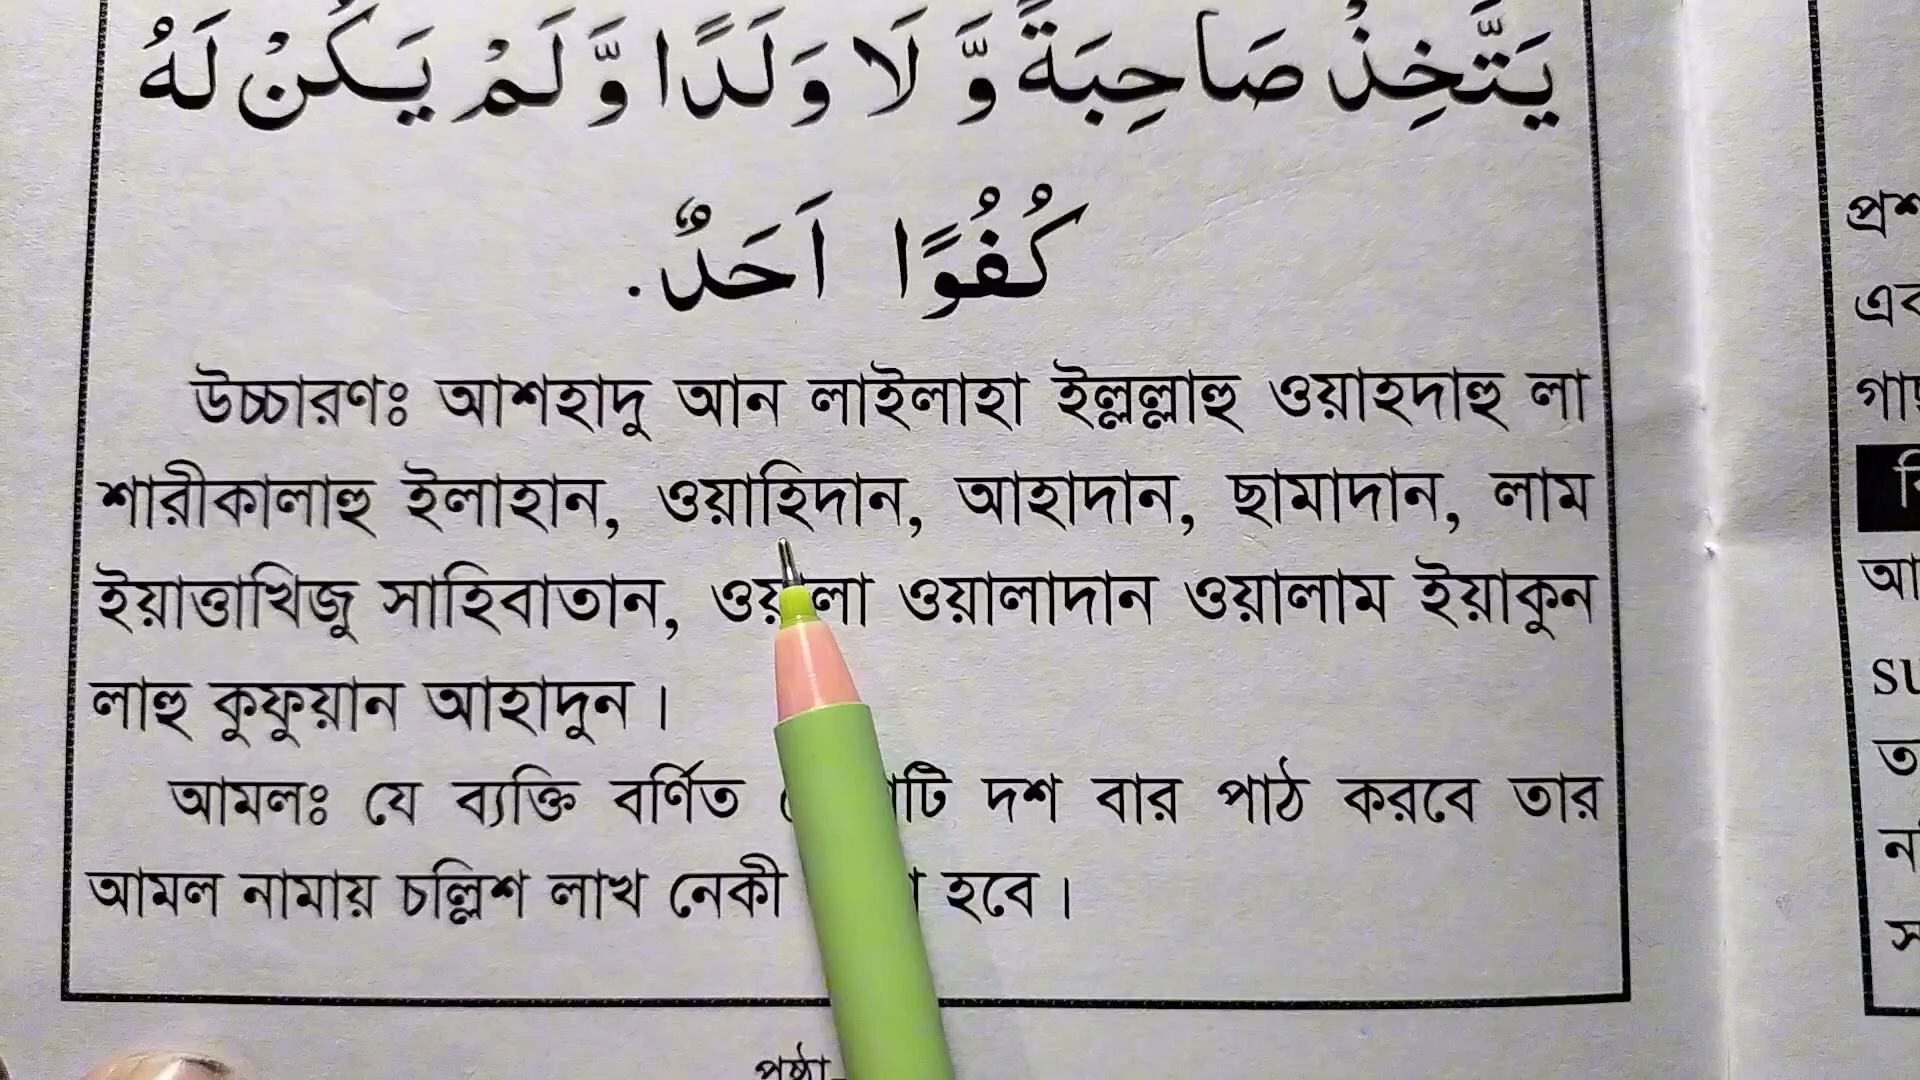 يَتَّخِذْ صَاحِبَةً وَّ لَا وَلَدًا وَّ لَمْ يَكُنْ لَهُ
كُفُوًا اَحَدٌ.
উচ্চারণঃ আশহাদু আন লাইলাহা ইল্লল্লাহু ওয়াহদাহু লা
শারীকালাহু ইলাহান, ওয়াহিদান, আহাদান, ছামাদান, লাম
ইয়াত্তাখিজু সাহিবাতান, ওয়ালা ওয়ালাদান ওয়ালাম ইয়াকুন
লাহু কুফুয়ান আহাদুন।
আমলঃ যে ব্যক্তি বর্ণিত দশ বার পাঠ করবে তার
আমল নামায় চল্লিশ লাখ নেকী হবে।
পৃষ্ঠা-